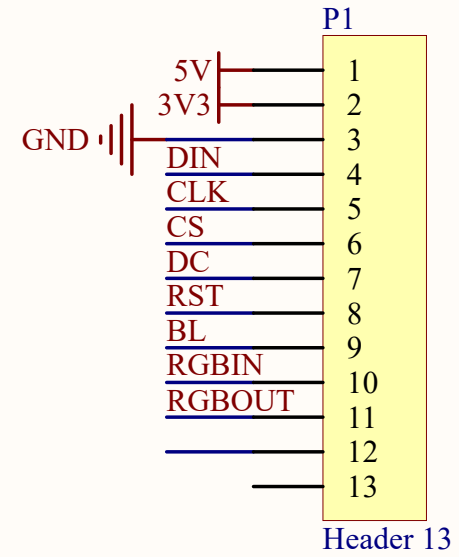 P1
5V 1
3V3 2
GND 3
DIN 4
CLK 5
CS 6
DC 7
RST 8
BL 9
RGBIN 10
RGBOUT 11
12
13
Header 13